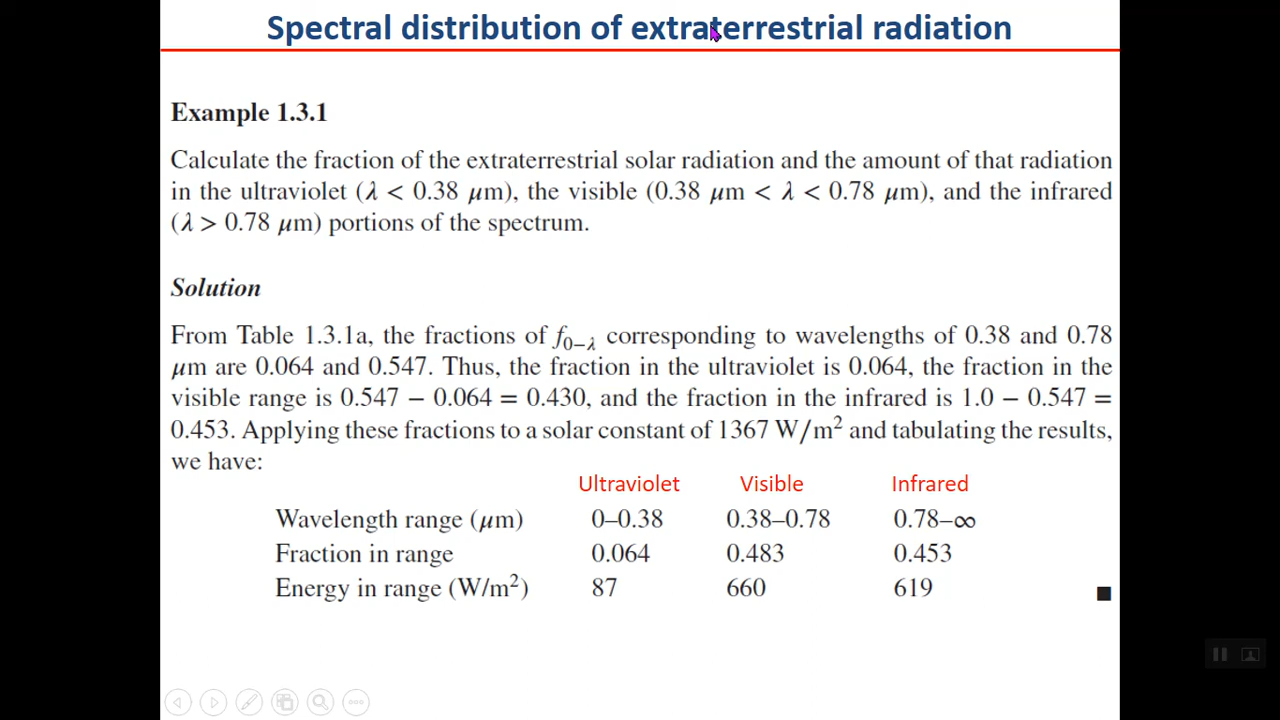 Spectral distribution of extraterrestrial radiation
Example 1.3.1
Calculate the fraction of the extraterrestrial solar radiation and the amount of that radiation
in the ultraviolet (λ < 0.38 μm), the visible (0.38 μm < λ < 0.78 μm), and the infrared
(λ > 0.78 μm) portions of the spectrum.
Solution
From Table 1.3.1a, the fractions of f₀₋λ corresponding to wavelengths of 0.38 and 0.78
μm are 0.064 and 0.547. Thus, the fraction in the ultraviolet is 0.064, the fraction in the
visible range is 0.547 − 0.064 = 0.430, and the fraction in the infrared is 1.0 − 0.547 =
0.453. Applying these fractions to a solar constant of 1367 W/m² and tabulating the results,
we have:
Ultraviolet Visible Infrared
Wavelength range (μm) 0–0.38 0.38–0.78 0.78–∞
Fraction in range 0.064 0.483 0.453
Energy in range (W/m²) 87 660 619